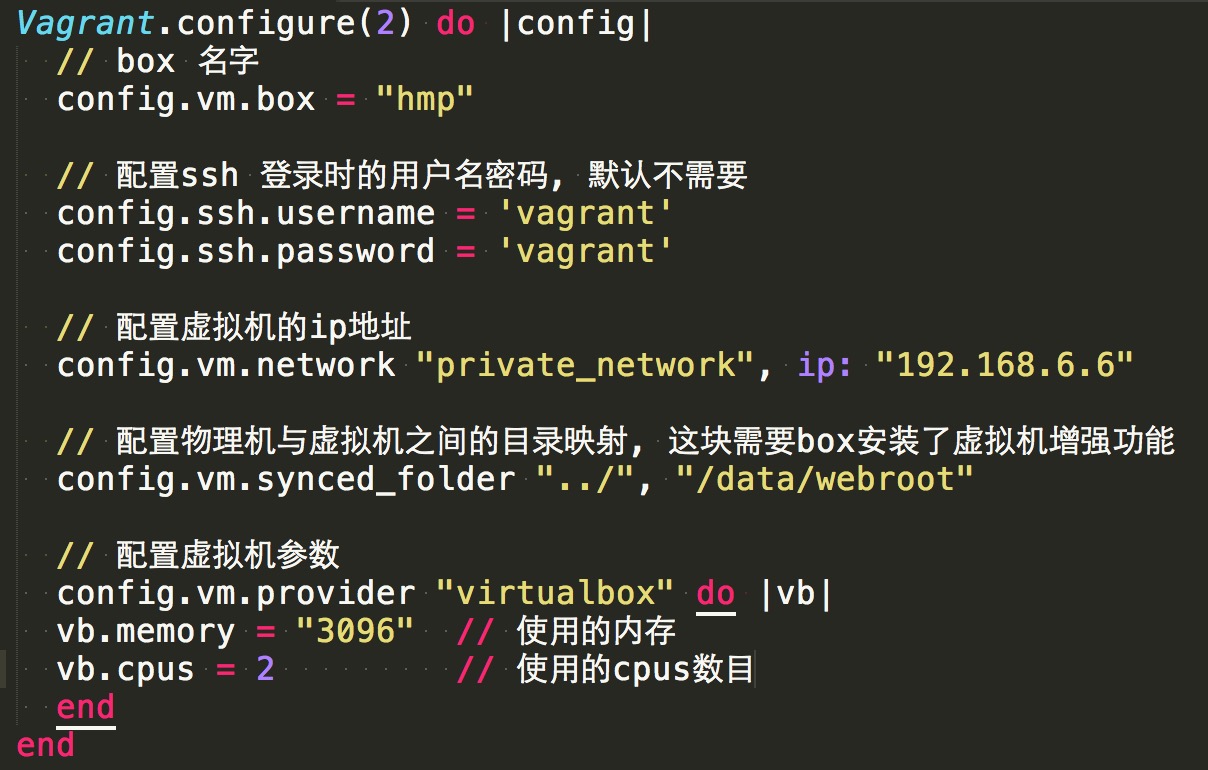 Vagrant.configure(2) do |config|
// box 名字
config.vm.box = "hmp"
// 配置ssh 登录时的用户名密码, 默认不需要
config.ssh.username = 'vagrant'
config.ssh.password = 'vagrant'
// 配置虚拟机的ip地址
config.vm.network "private_network", ip: "192.168.6.6"
// 配置物理机与虚拟机之间的目录映射, 这块需要box安装了虚拟机增强功能
config.vm.synced_folder "../", "/data/webroot"
// 配置虚拟机参数
config.vm.provider "virtualbox" do |vb|
vb.memory = "3096" // 使用的内存
vb.cpus = 2 // 使用的cpus数目
end
end